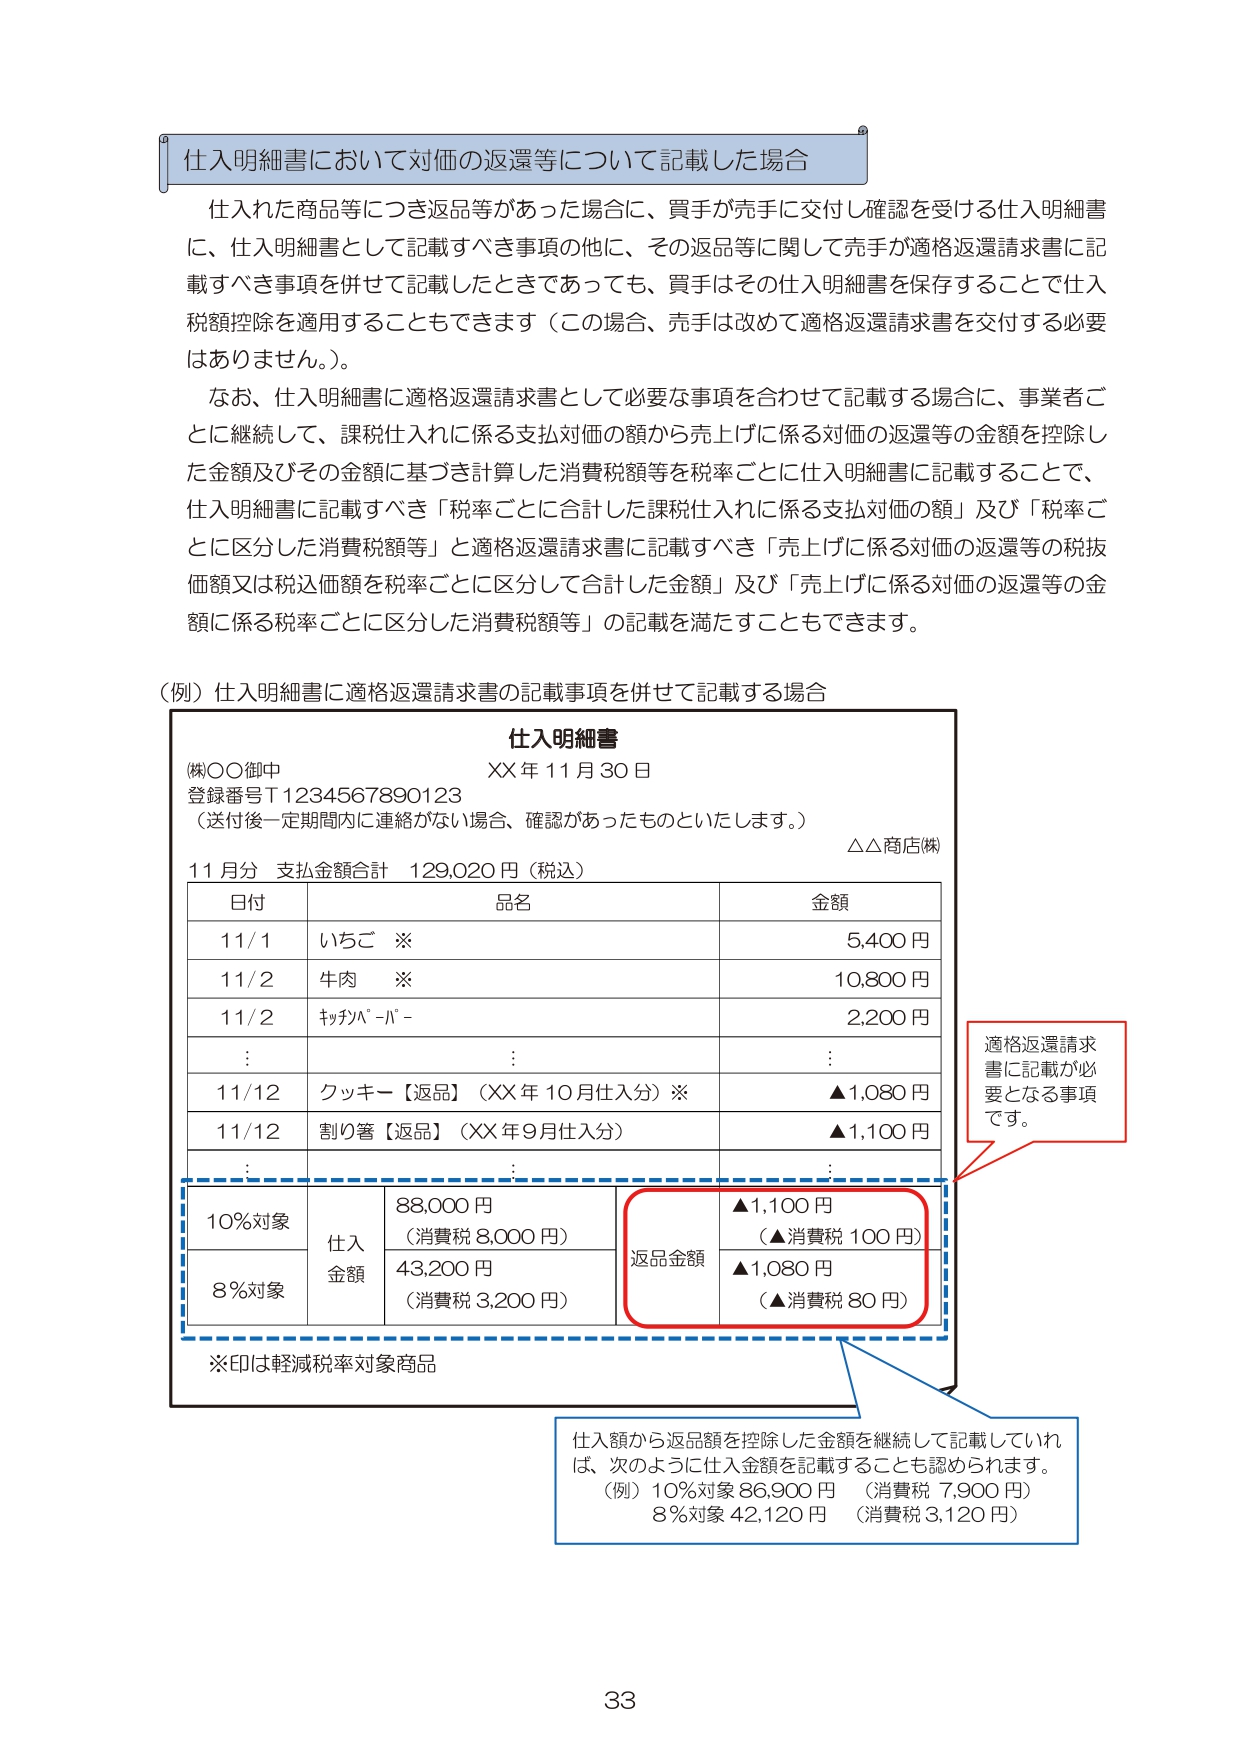 仕入明細書において対価の返還等について記載した場合
仕入れた商品等につき返品等があった場合に、買手が売手に交付し確認を受ける仕入明細書
に、仕入明細書として記載すべき事項の他に、その返品等に関して売手が適格返還請求書に記
載すべき事項を併せて記載したときであっても、買手はその仕入明細書を保存することで仕入
税額控除を適用することもできます（この場合、売手は改めて適格返還請求書を交付する必要
はありません。）。
なお、仕入明細書に適格返還請求書として必要な事項を合わせて記載する場合に、事業者ご
とに継続して、課税仕入れに係る支払対価の額から売上げに係る対価の返還等の金額を控除し
た金額及びその金額に基づき計算した消費税額等を税率ごとに仕入明細書に記載することで、
仕入明細書に記載すべき「税率ごとに合計した課税仕入れに係る支払対価の額」及び「税率ご
とに区分した消費税額等」と適格返還請求書に記載すべき「売上げに係る対価の返還等の税抜
価額又は税込価額を税率ごとに区分して合計した金額」及び「売上げに係る対価の返還等の金
額に係る税率ごとに区分した消費税額等」の記載を満たすこともできます。
（例）仕入明細書に適格返還請求書の記載事項を併せて記載する場合
仕入明細書
㈱〇〇御中 XX年11月30日
登録番号T1234567890123
（送付後一定期間内に連絡がない場合、確認があったものといたします。）
△△商店㈱
11月分 支払金額合計 129,020円（税込）
日付 品名 金額
11/1 いちご ※ 5,400円
11/2 牛肉 ※ 10,800円
11/2 ｷｯﾁﾝﾍﾟｰﾊﾟｰ 2,200円
： ： ：
11/12 クッキー【返品】（XX年10月仕入分）※ ▲1,080円
11/12 割り箸【返品】（XX年9月仕入分） ▲1,100円
： ： ：
10％対象 仕入金額 88,000円（消費税8,000円） 返品金額 ▲1,100円（▲消費税100円）
8％対象 43,200円（消費税3,200円） ▲1,080円（▲消費税80円）
※印は軽減税率対象商品
適格返還請求
書に記載が必
要となる事項
です。
仕入額から返品額を控除した金額を継続して記載していれ
ば、次のように仕入金額を記載することも認められます。
（例）10％対象86,900円 （消費税 7,900円）
8％対象42,120円 （消費税3,120円）
33